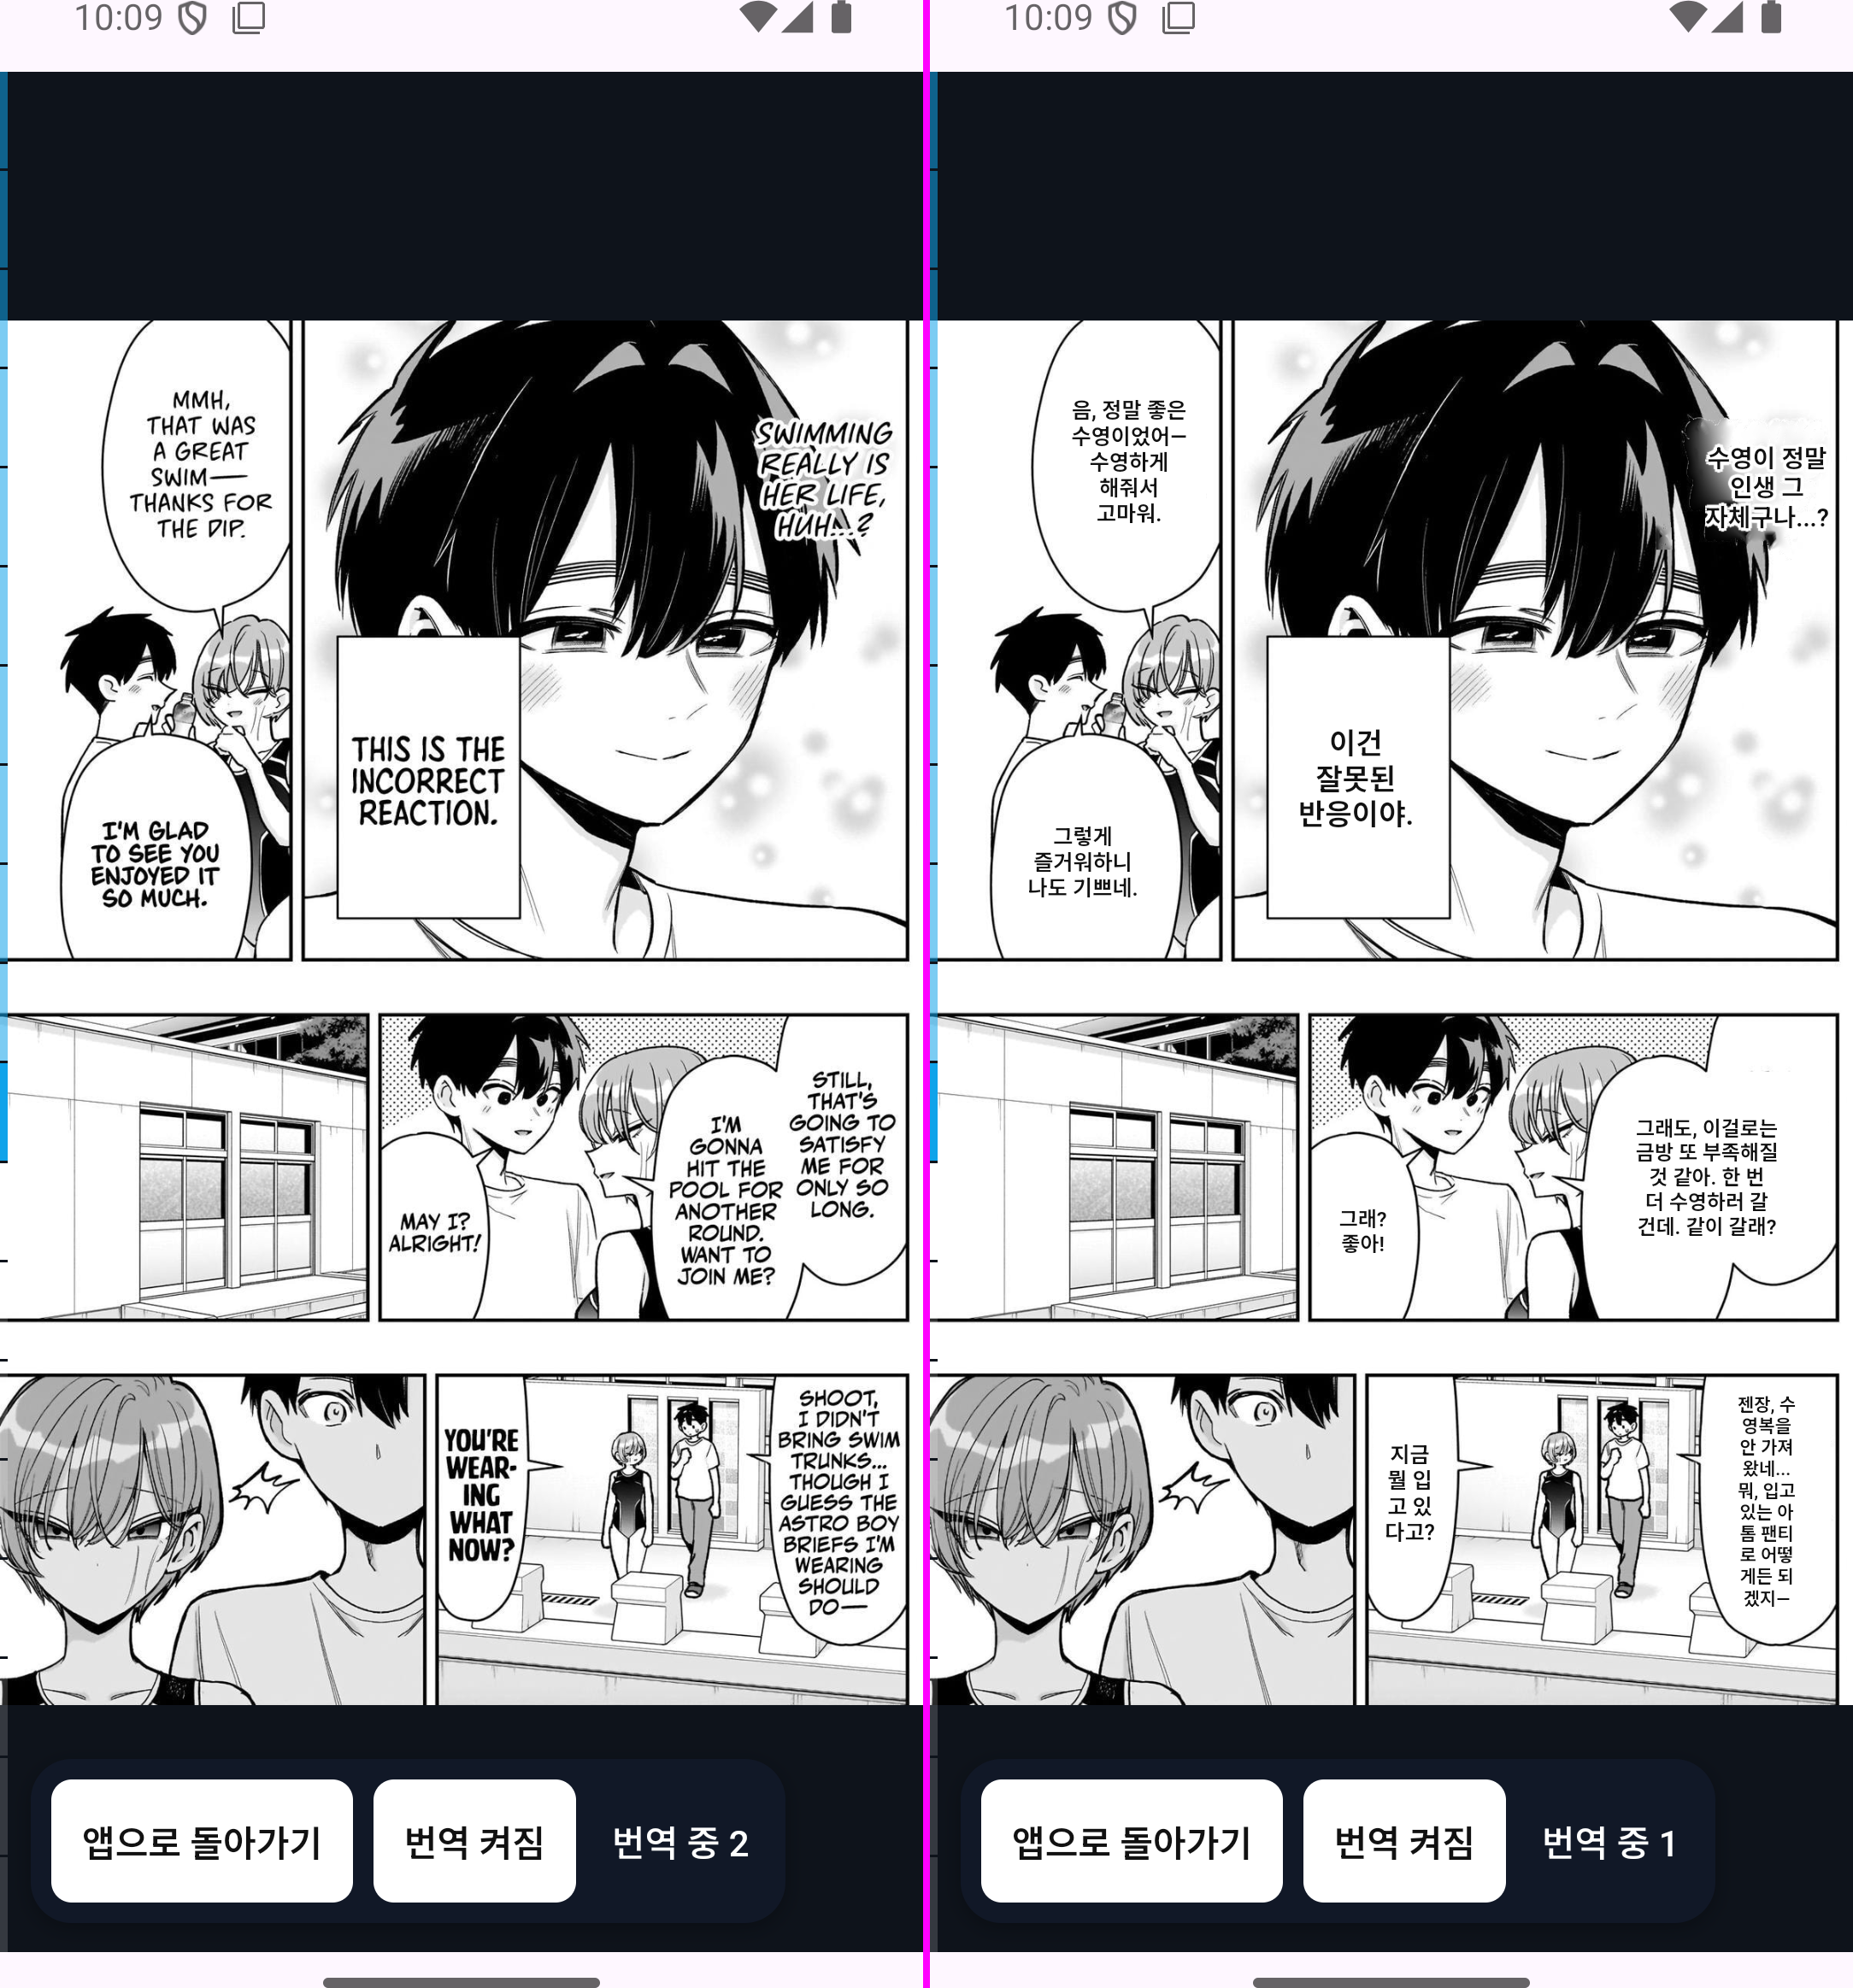 10:09
MMH,
THAT WAS
A GREAT
SWIM——
THANKS FOR
THE DIP.
SWIMMING
REALLY IS
HER LIFE,
HUH...?
THIS IS THE
INCORRECT
REACTION.
I'M GLAD
TO SEE YOU
ENJOYED IT
SO MUCH.
STILL,
THAT'S
GOING TO
SATISFY
ME FOR
ONLY SO
LONG.
I'M
GONNA
HIT THE
POOL FOR
ANOTHER
ROUND.
WANT TO
JOIN ME?
MAY I?
ALRIGHT!
SHOOT,
I DIDN'T
BRING SWIM
TRUNKS...
THOUGH I
GUESS THE
ASTRO BOY
BRIEFS I'M
WEARING
SHOULD
DO——
YOU'RE
WEAR-
ING
WHAT
NOW?
앱으로 돌아가기
번역 켜짐
번역 중 2
10:09
음, 정말 좋은
수영이었어—
수영하게
해줘서
고마워.
수영이 정말
인생 그
자체구나...?
이건
잘못된
반응이야.
그렇게
즐거워하니
나도 기쁘네.
그래도, 이걸로는
금방 또 부족해질
것 같아. 한 번
더 수영하러 갈
건데. 같이 갈래?
그래?
좋아!
젠장, 수
영복을
안 가져
왔네...
뭐, 입고
있는 아
톰 팬티
로 어떻
게든 되
겠지—
지금
뭘 입
고 있
다고?
앱으로 돌아가기
번역 켜짐
번역 중 1